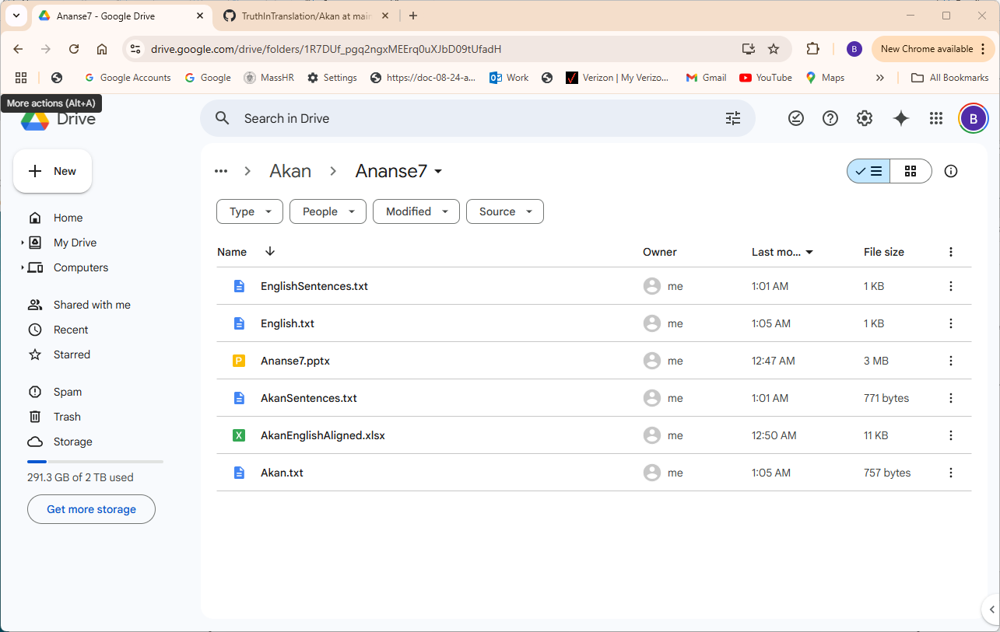 Ananse7 - Google Drive
TruthInTranslation/Akan at main
drive.google.com/drive/folders/1R7DUf_pgq2ngxMEErq0uXJbD09tUfadH
B
New Chrome available
Google Accounts
Google
MassHR
Settings
https://doc-08-24-a...
Work
Verizon | My Verizo...
Gmail
YouTube
Maps
All Bookmarks
More actions (Alt+A)
Drive
Search in Drive
B
New
Akan
Ananse7
Type
People
Modified
Source
Home
My Drive
Computers
Shared with me
Recent
Starred
Spam
Trash
Storage
291.3 GB of 2 TB used
Get more storage
Name Owner Last mo... File size
EnglishSentences.txt me 1:01 AM 1 KB
English.txt me 1:05 AM 1 KB
P Ananse7.pptx me 12:47 AM 3 MB
AkanSentences.txt me 1:01 AM 771 bytes
X AkanEnglishAligned.xlsx me 12:50 AM 11 KB
Akan.txt me 1:05 AM 757 bytes